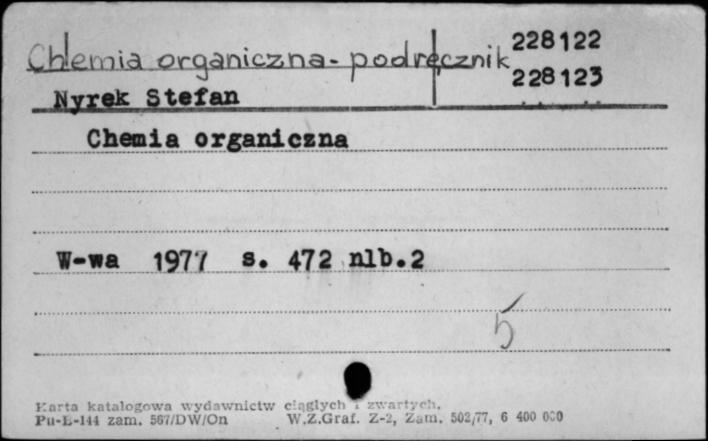 Chemia organiczna - podręcznik 228122
228123
Nyrek Stefan
Chemia organiczna
W-wa 1977 s. 472 nlb.2
5
Karta katalogowa wydawnictw ciągłych i zwartych.
Pu-L-144 zam. 567/DW/On W.Z.Graf. Z-2, Zam. 502/77, 6 400 000